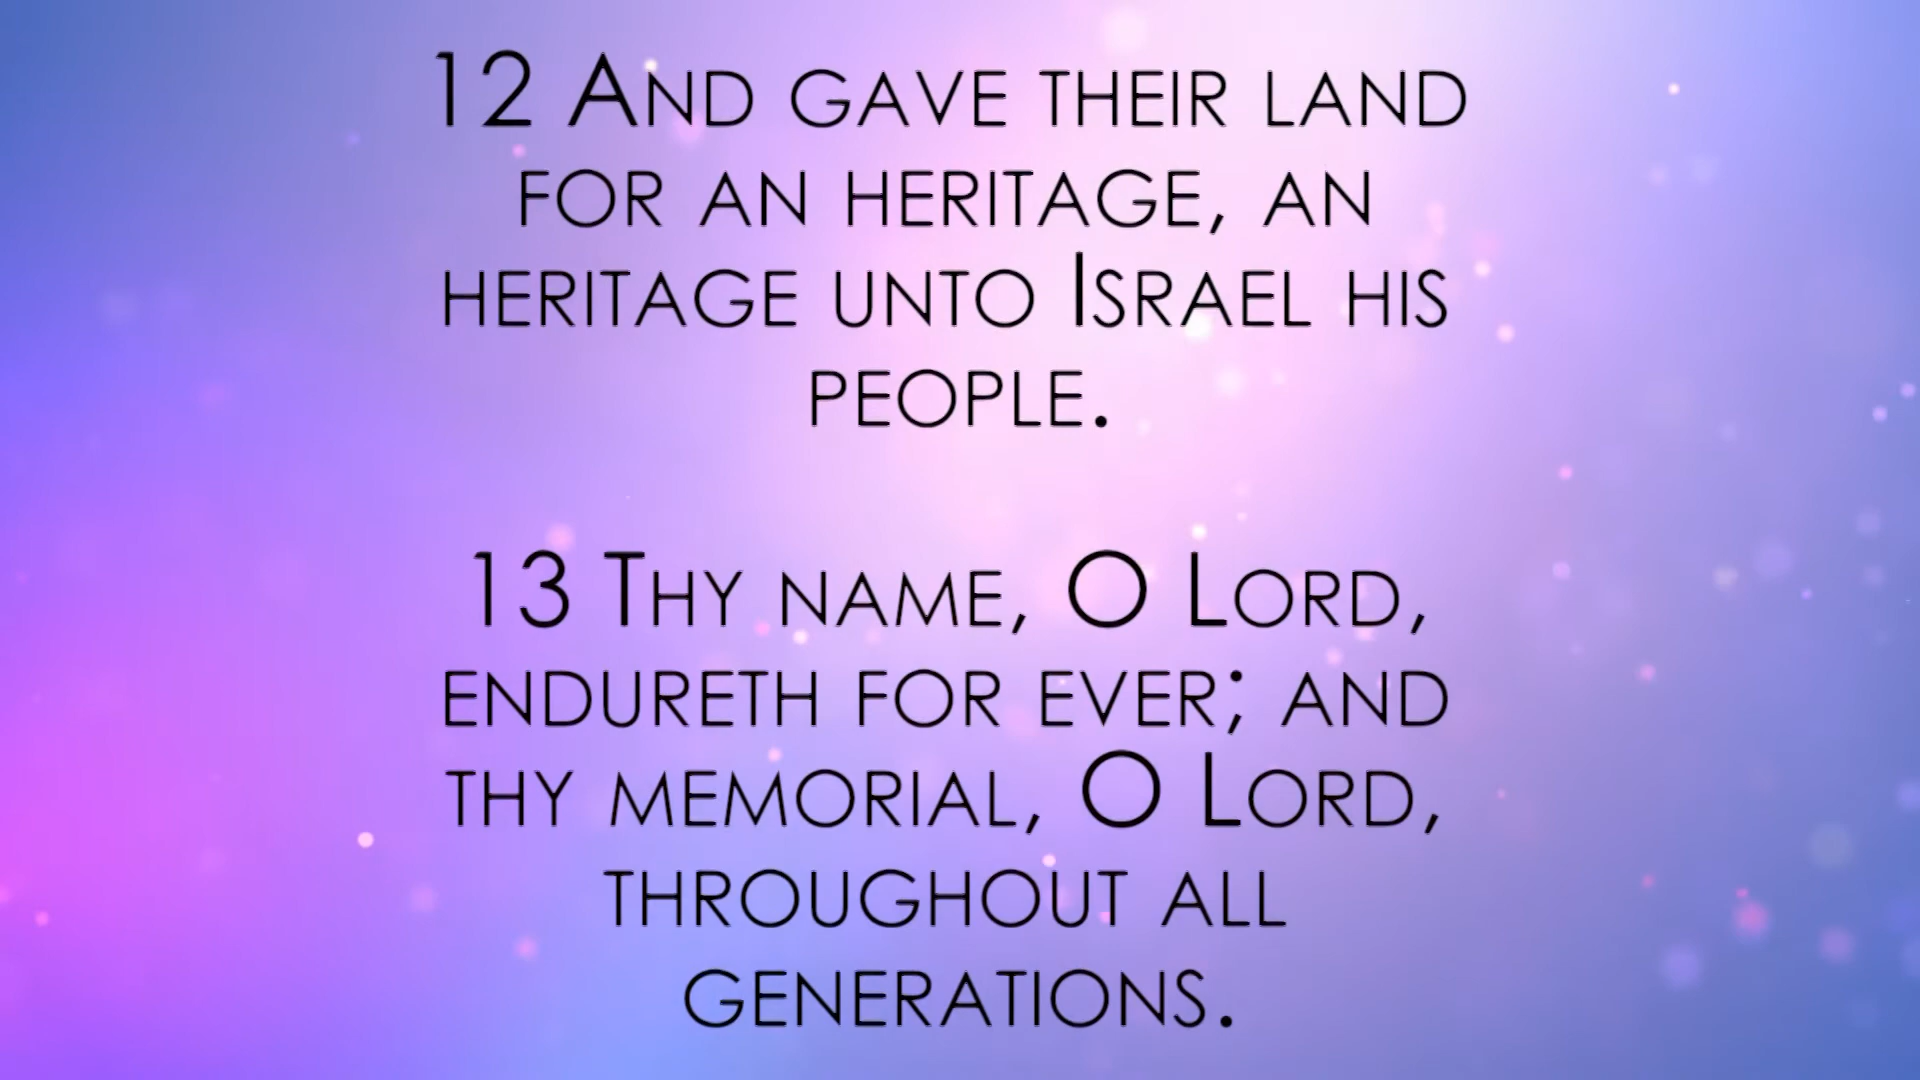 12 And gave their land
for an heritage, an
heritage unto Israel his
people.
13 Thy name, O Lord,
endureth for ever; and
thy memorial, O Lord,
throughout all
generations.